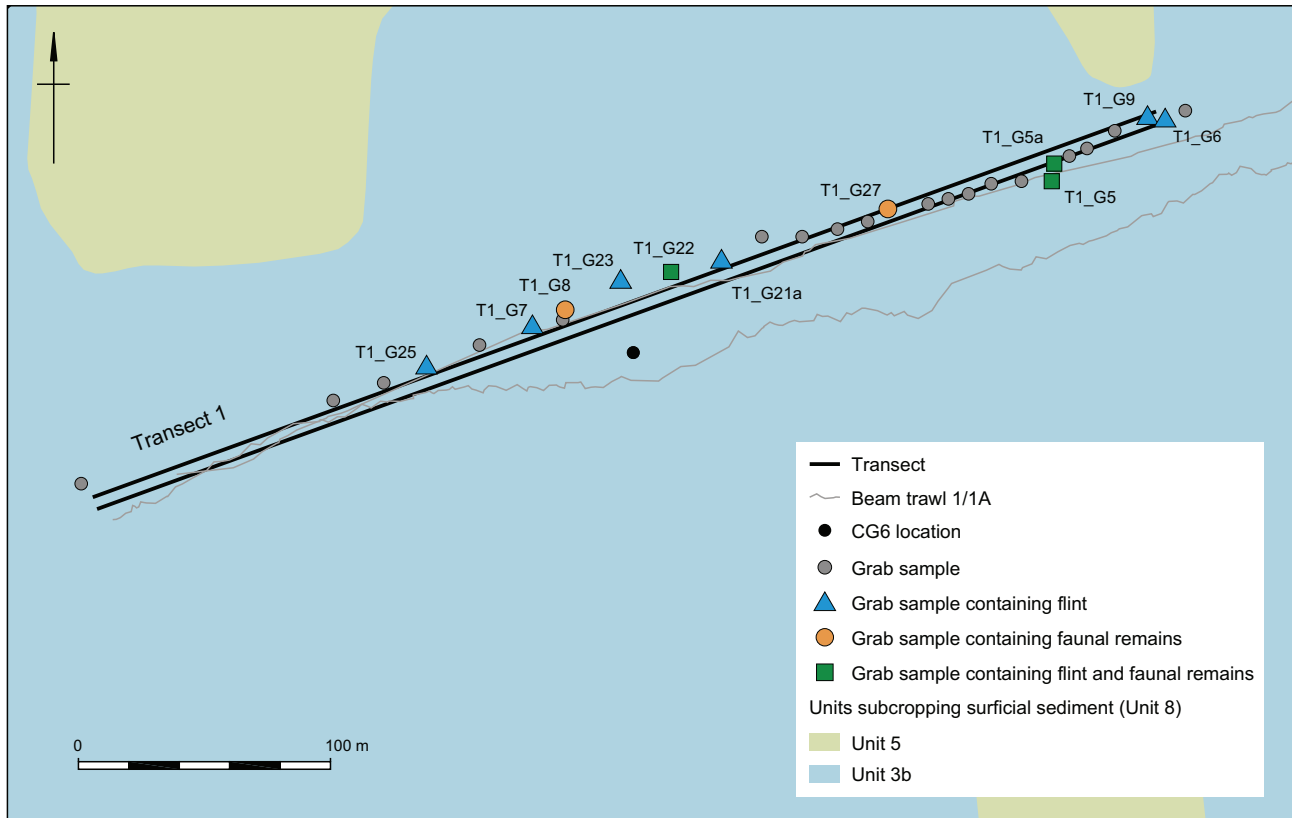 T1_G9
T1_G6
T1_G5a
T1_G5
T1_G27
T1_G22
T1_G23
T1_G8
T1_G21a
T1_G7
T1_G25
Transect 1
Transect
Beam trawl 1/1A
CG6 location
Grab sample
Grab sample containing flint
Grab sample containing faunal remains
Grab sample containing flint and faunal remains
Units subcropping surficial sediment (Unit 8)
Unit 5
Unit 3b
0 100 m